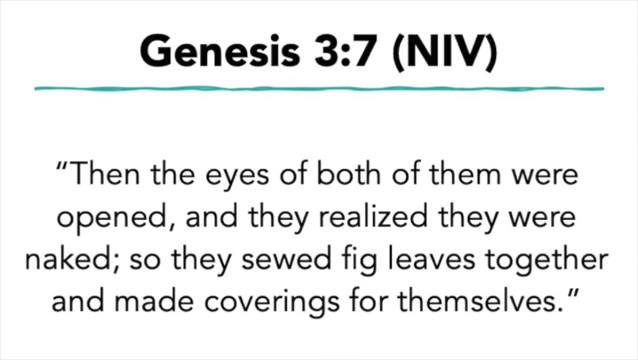 Genesis 3:7 (NIV)
“Then the eyes of both of them were
opened, and they realized they were
naked; so they sewed fig leaves together
and made coverings for themselves.”